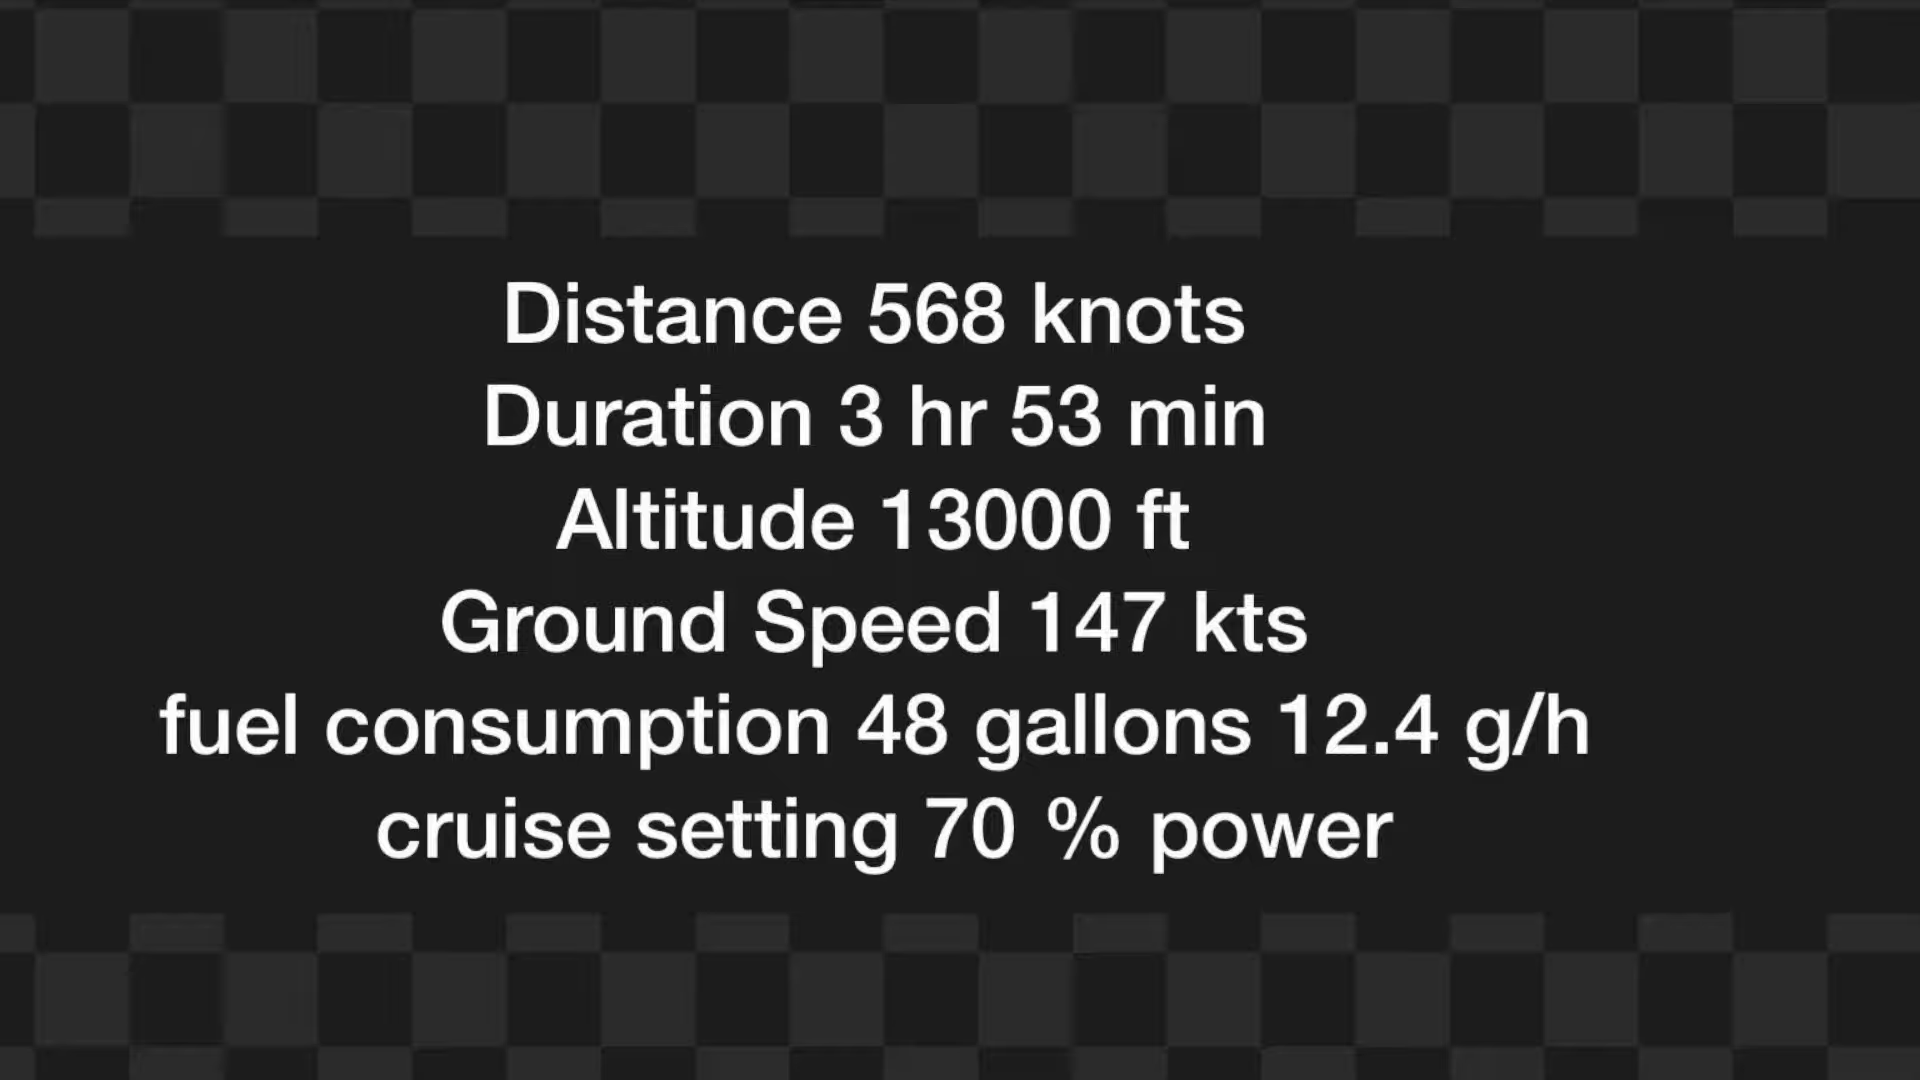 Distance 568 knots
Duration 3 hr 53 min
Altitude 13000 ft
Ground Speed 147 kts
fuel consumption 48 gallons 12.4 g/h
cruise setting 70 % power